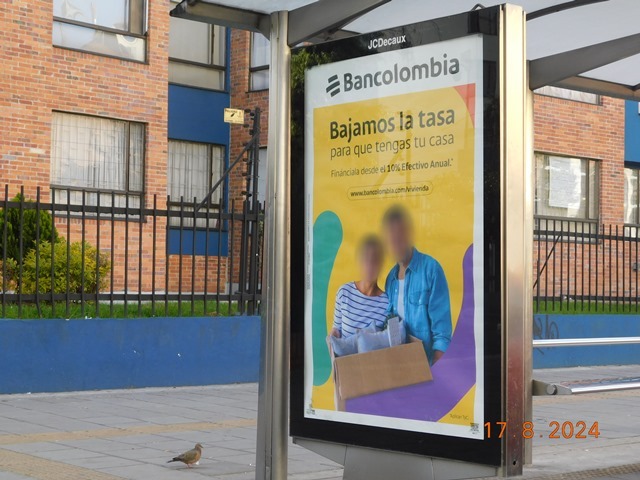 JCDecaux
Bancolombia
Bajamos la tasa
para que tengas tu casa
Finánciala desde el 10% Efectivo Anual.*
www.bancolombia.com/vivienda
17.8.2024